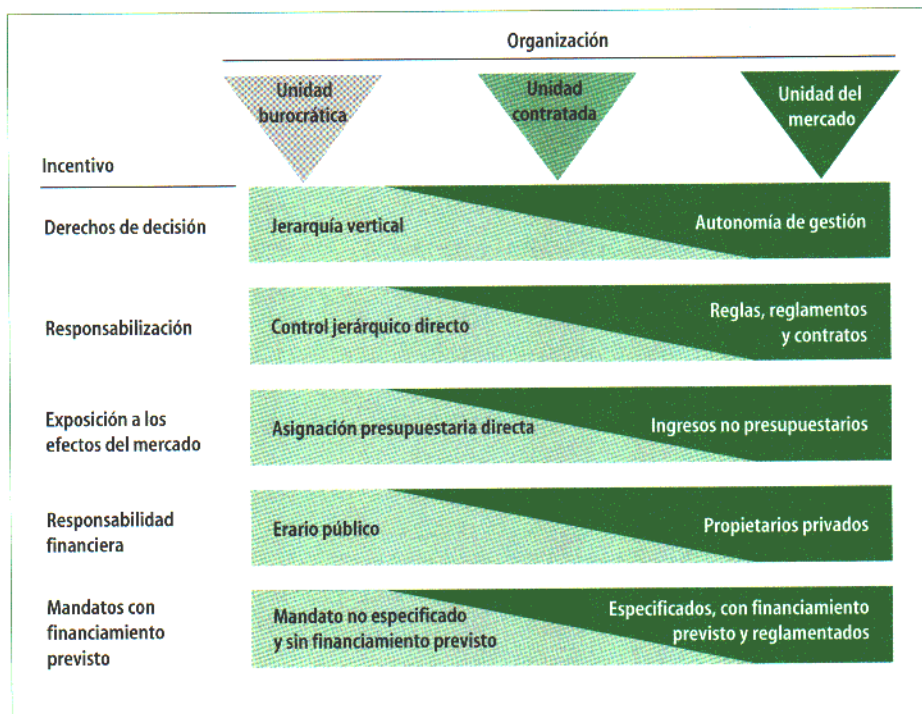 Organización
Unidad
burocrática
Unidad
contratada
Unidad del
mercado
Incentivo
Derechos de decisión
Jerarquía vertical
Autonomía de gestión
Responsabilización
Control jerárquico directo
Reglas, reglamentos
y contratos
Exposición a los
efectos del mercado
Asignación presupuestaria directa
Ingresos no presupuestarios
Responsabilidad
financiera
Erario público
Propietarios privados
Mandatos con
financiamiento
previsto
Mandato no especificado
y sin financiamiento previsto
Especificados, con financiamiento
previsto y reglamentados